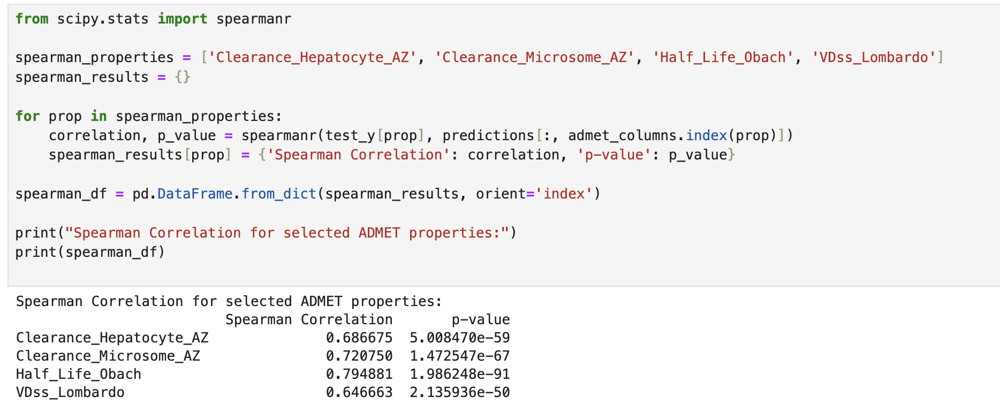 from scipy.stats import spearmanr
spearman_properties = ['Clearance_Hepatocyte_AZ', 'Clearance_Microsome_AZ', 'Half_Life_Obach', 'VDss_Lombardo']
spearman_results = {}
for prop in spearman_properties:
    correlation, p_value = spearmanr(test_y[prop], predictions[:, admet_columns.index(prop)])
    spearman_results[prop] = {'Spearman Correlation': correlation, 'p-value': p_value}
spearman_df = pd.DataFrame.from_dict(spearman_results, orient='index')
print("Spearman Correlation for selected ADMET properties:")
print(spearman_df)
Spearman Correlation for selected ADMET properties:
                         Spearman Correlation       p-value
Clearance_Hepatocyte_AZ              0.686675  5.008470e-59
Clearance_Microsome_AZ               0.720750  1.472547e-67
Half_Life_Obach                      0.794881  1.986248e-91
VDss_Lombardo                        0.646663  2.135936e-50